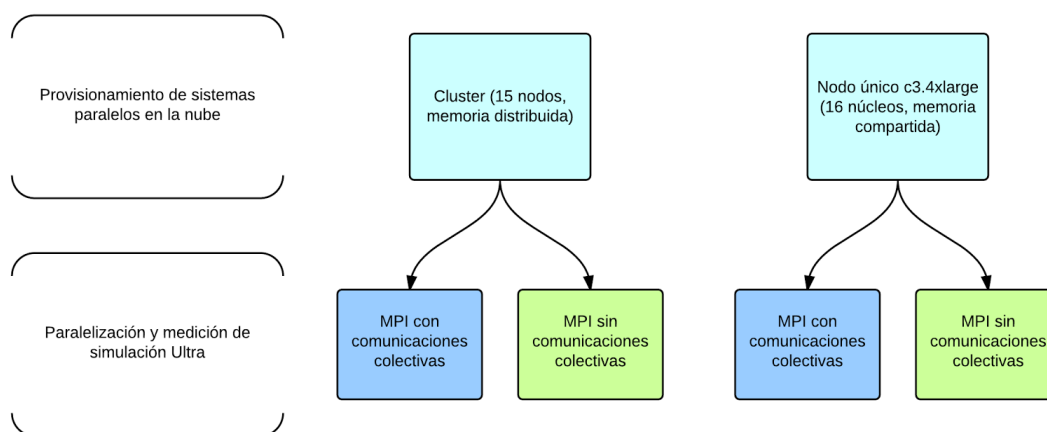 Provisionamiento de sistemas
paralelos en la nube
Cluster (15 nodos,
memoria distribuida)
Nodo único c3.4xlarge
(16 núcleos, memoria
compartida)
Paralelización y medición de
simulación Ultra
MPI con
comunicaciones
colectivas
MPI sin
comunicaciones
colectivas
MPI con
comunicaciones
colectivas
MPI sin
comunicaciones
colectivas